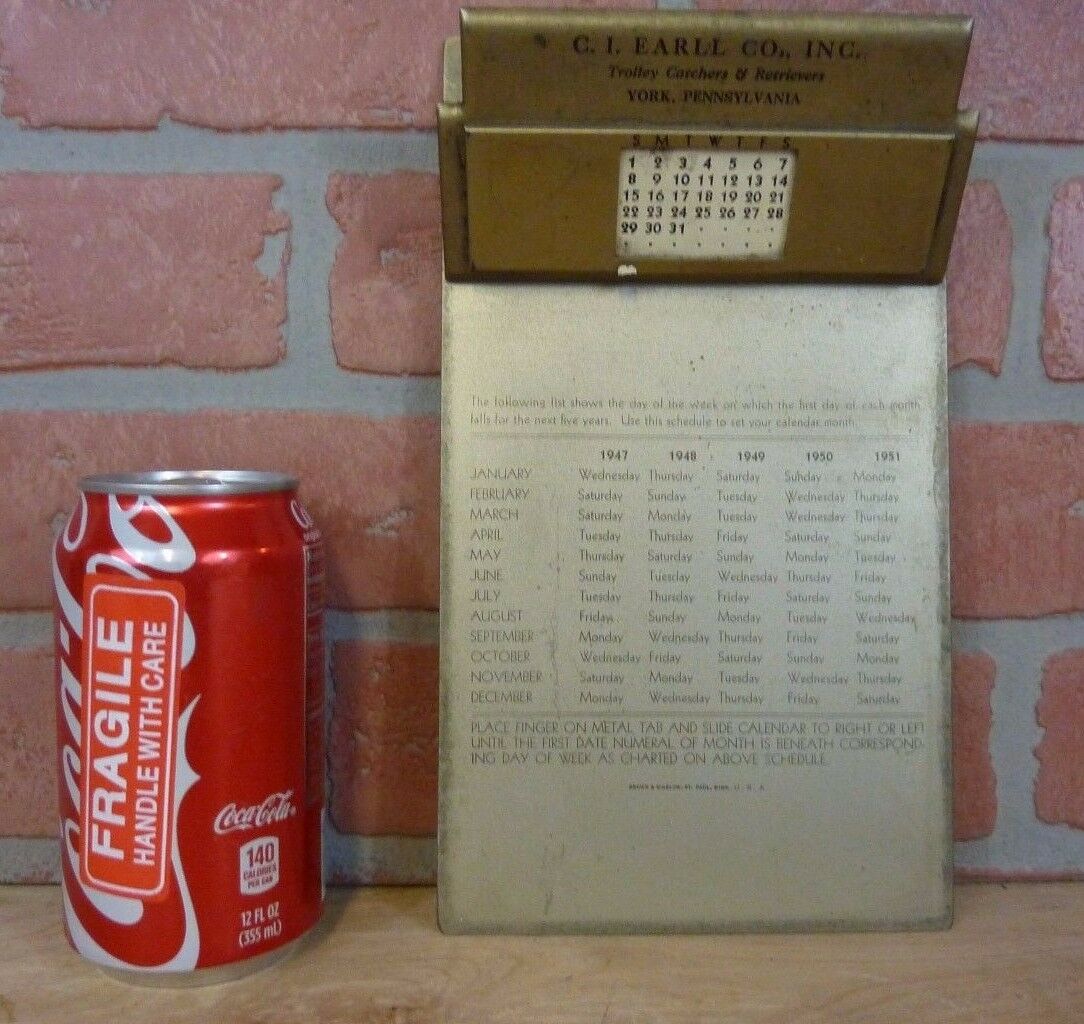 C. I. EARLL CO., INC.
Trolley Catchers & Retrievers
YORK, PENNSYLVANIA
S M T W T F S
1 2 3 4 5 6 7
8 9 10 11 12 13 14
15 16 17 18 19 20 21
22 23 24 25 26 27 28
29 30 31
The following list shows the day of the week on which the first day of each month
falls for the next five years. Use this schedule to set your calendar month.
1947 1948 1949 1950 1951
JANUARY Wednesday Thursday Saturday Sunday Monday
FEBRUARY Saturday Sunday Tuesday Wednesday Thursday
MARCH Saturday Monday Tuesday Wednesday Thursday
APRIL Tuesday Thursday Friday Saturday Sunday
MAY Thursday Saturday Sunday Monday Tuesday
JUNE Sunday Tuesday Wednesday Thursday Friday
JULY Tuesday Thursday Friday Saturday Sunday
AUGUST Friday Sunday Monday Tuesday Wednesday
SEPTEMBER Monday Wednesday Thursday Friday Saturday
OCTOBER Wednesday Friday Saturday Sunday Monday
NOVEMBER Saturday Monday Tuesday Wednesday Thursday
DECEMBER Monday Wednesday Thursday Friday Saturday
PLACE FINGER ON METAL TAB AND SLIDE CALENDAR TO RIGHT OR LEFT
UNTIL THE FIRST DATE NUMERAL OF MONTH IS BENEATH CORRESPOND-
ING DAY OF WEEK AS CHARTED ON ABOVE SCHEDULE.
BROWN & BIGELOW, ST. PAUL, MINN. U. S. A.
FRAGILE
HANDLE WITH CARE
Coca-Cola
140
CALORIES
PER CAN
12 FL OZ
(355 mL)